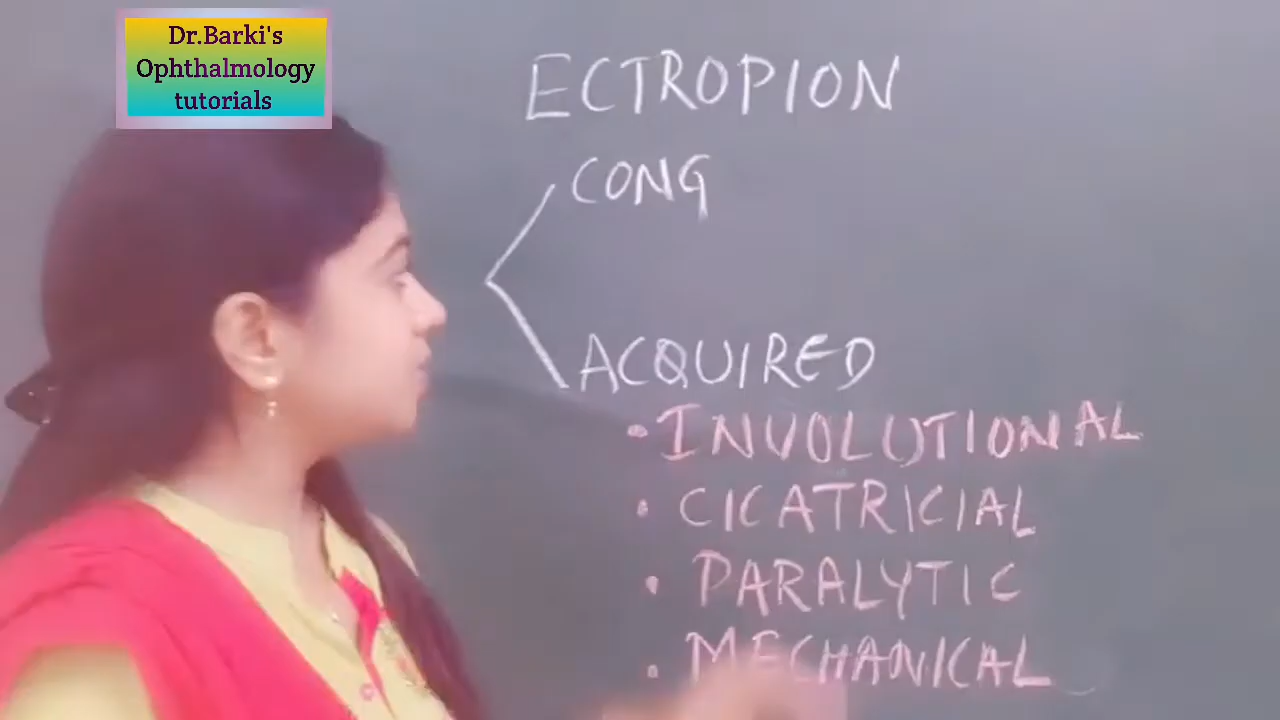 Dr.Barki's
Ophthalmology
tutorials
ECTROPION
CONG
ACQUIRED
• INVOLUTIONAL
• CICATRICIAL
• PARALYTIC
• MECHANICAL